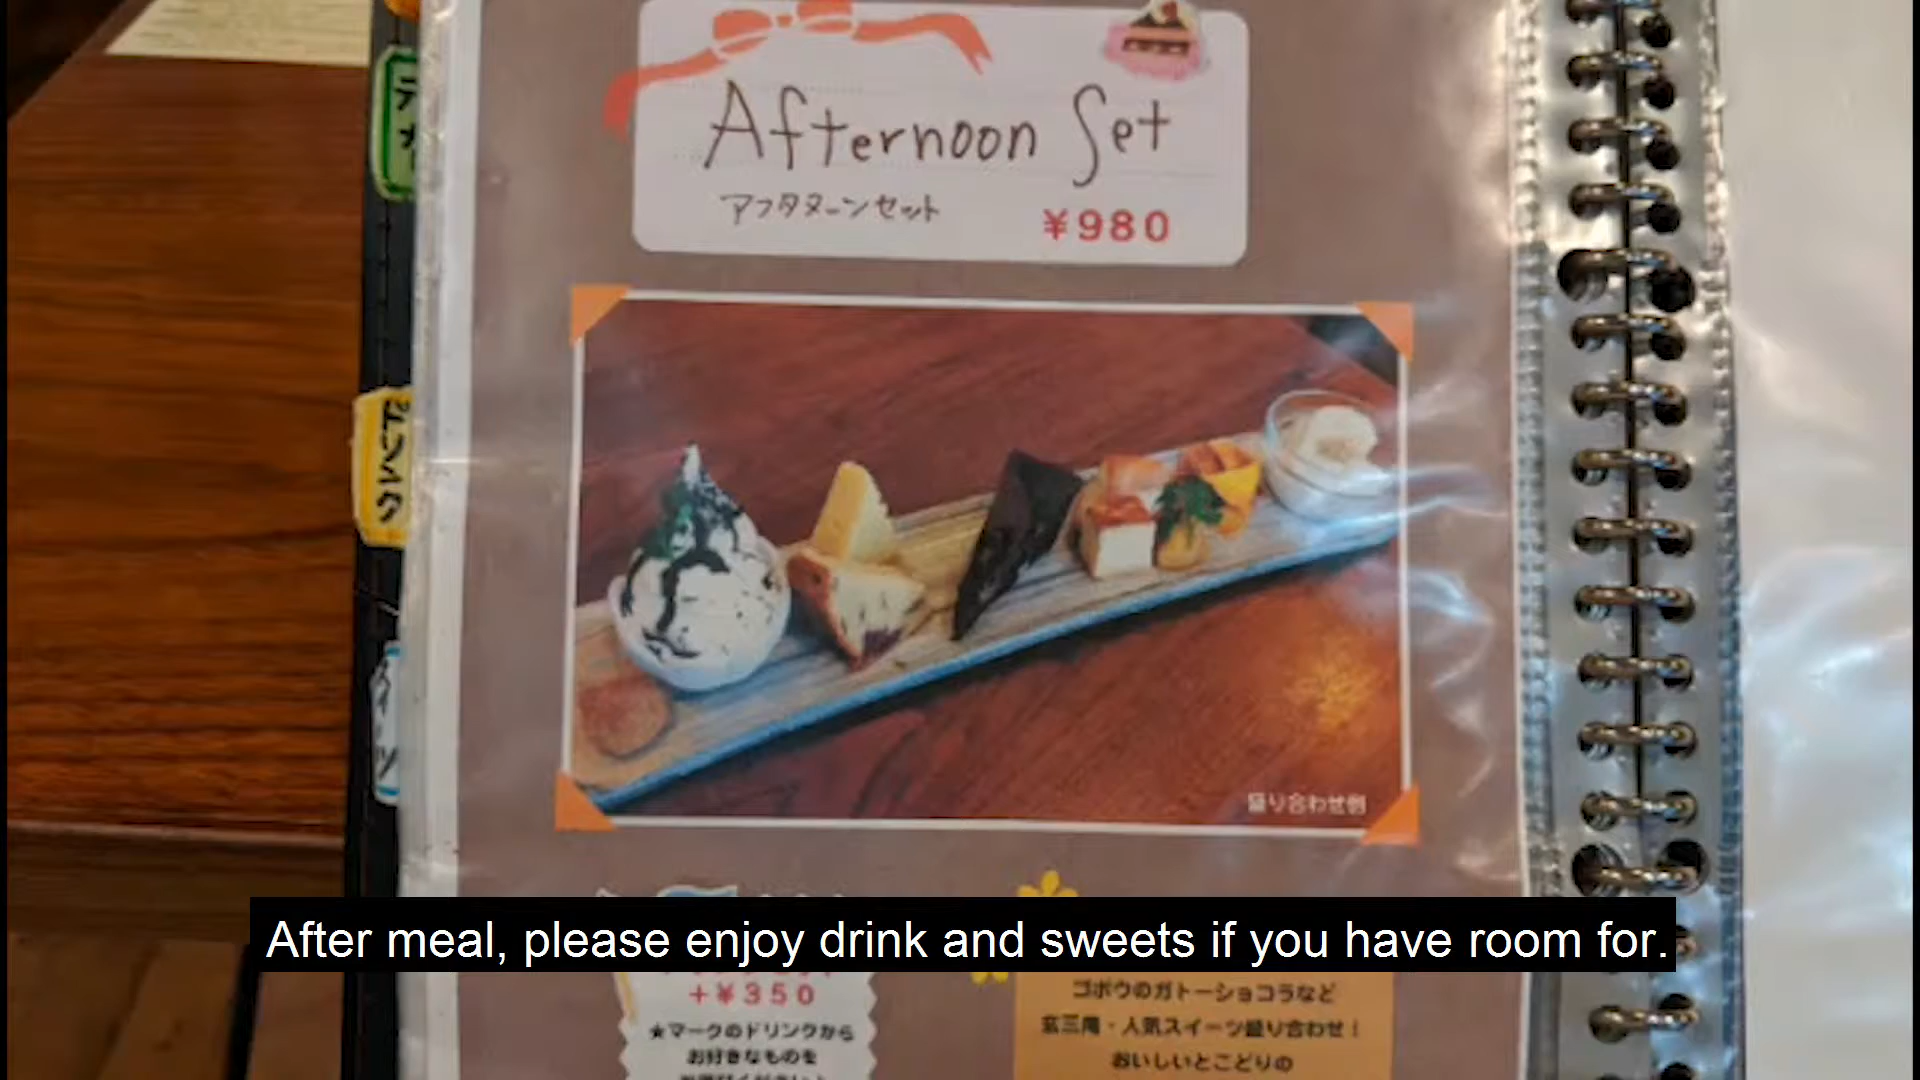 Afternoon Set
アフタヌーンセット
¥980
ドリンク
盛り合わせ例
After meal, please enjoy drink and sweets if you have room for.
+¥350
★マークのドリンクから
お好きなものを
ゴボウのガトーショコラなど
玄三庵・人気スイーツ盛り合わせ！
おいしいとこどりの